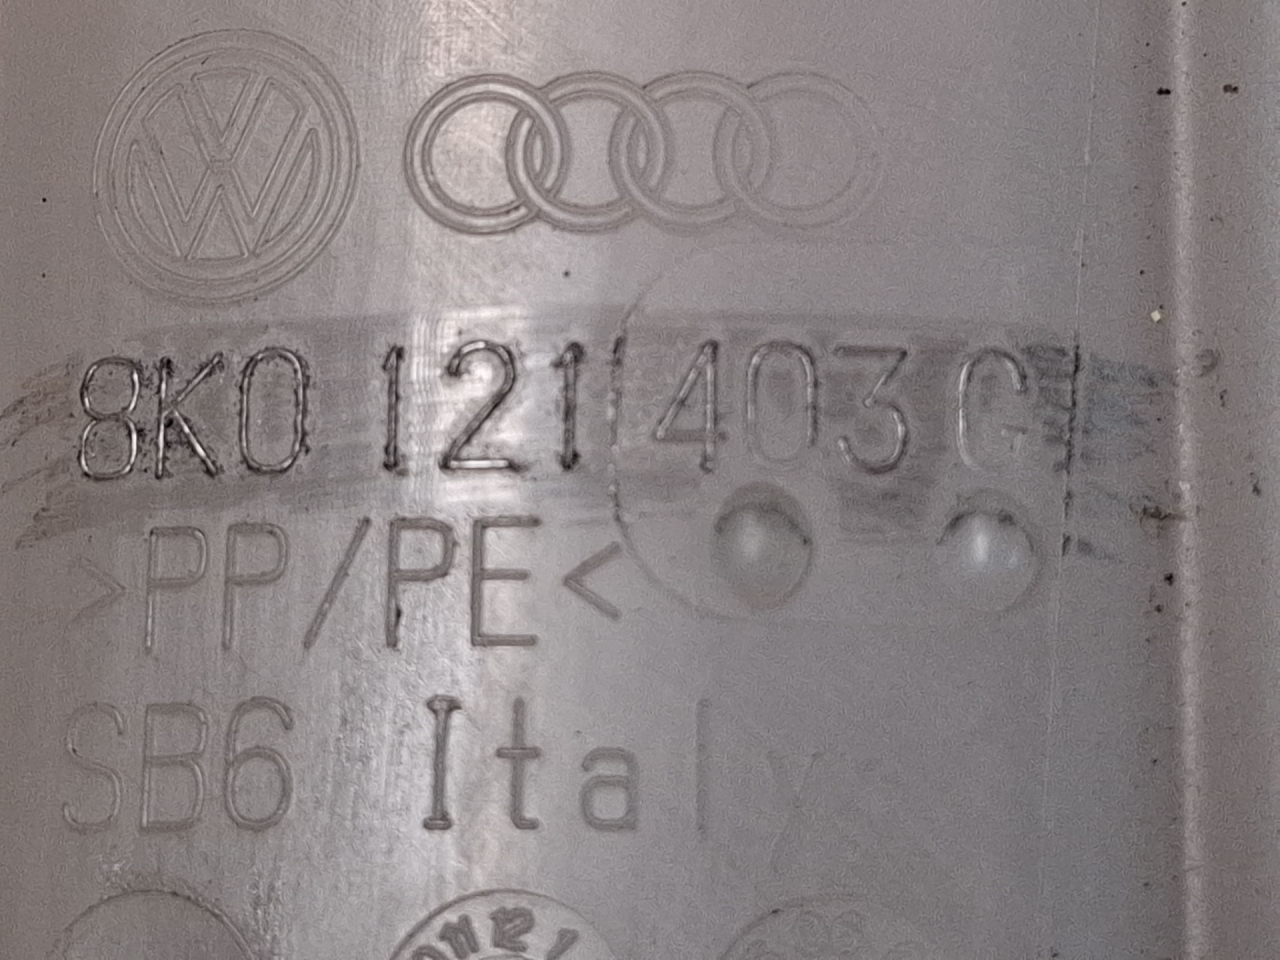 8K0 121 403 G
>PP/PE<
SB6 Italy